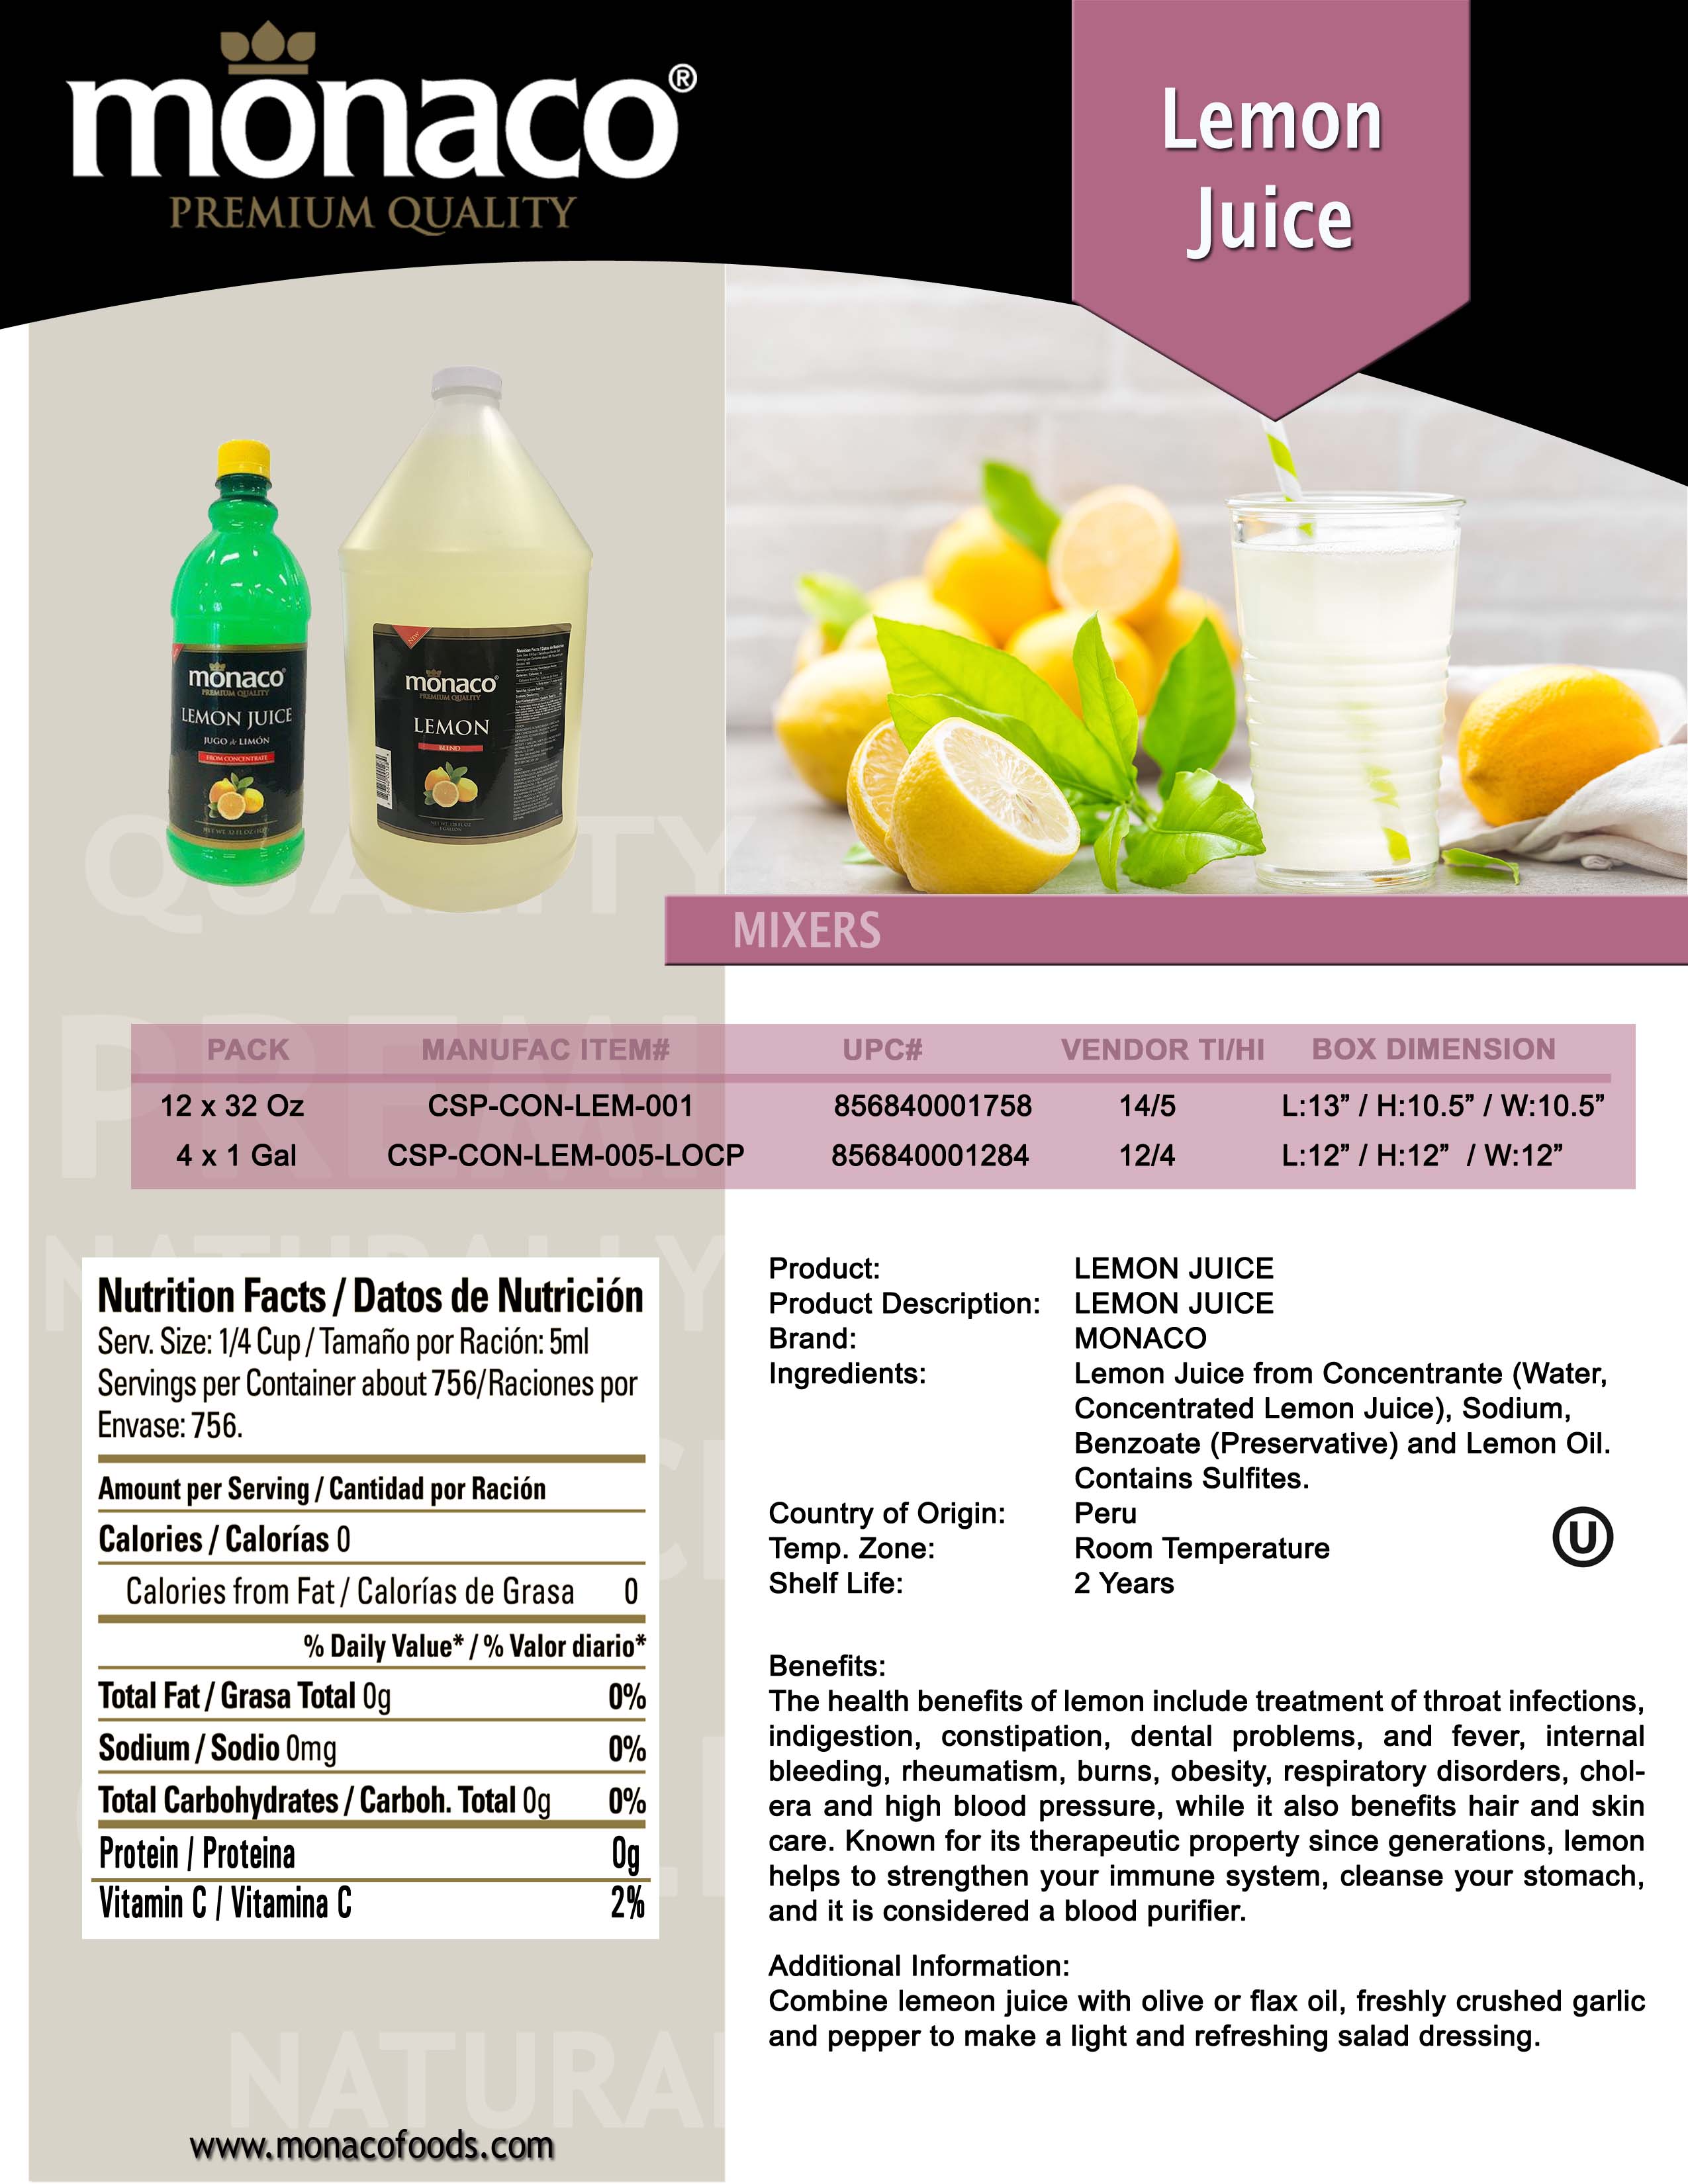 monaco®
PREMIUM QUALITY
Lemon
Juice
monaco®
PREMIUM QUALITY
LEMON JUICE
JUGO de LIMÓN
FROM CONCENTRATE
NEW
monaco®
PREMIUM QUALITY
LEMON
BLEND
QUALITY
MIXERS
PREMI
PACK MANUFAC ITEM# UPC# VENDOR TI/HI BOX DIMENSION
12 x 32 Oz CSP-CON-LEM-001 856840001758 14/5 L:13” / H:10.5” / W:10.5”
4 x 1 Gal CSP-CON-LEM-005-LOCP 856840001284 12/4 L:12” / H:12” / W:12”
NATURALLY
Nutrition Facts / Datos de Nutrición
Serv. Size: 1/4 Cup / Tamaño por Ración: 5ml
Servings per Container about 756/Raciones por
Envase: 756.
Amount per Serving / Cantidad por Ración
Calories / Calorías 0
Calories from Fat / Calorías de Grasa 0
% Daily Value* / % Valor diario*
Total Fat / Grasa Total 0g 0%
Sodium / Sodio 0mg 0%
Total Carbohydrates / Carboh. Total 0g 0%
Protein / Proteina 0g
Vitamin C / Vitamina C 2%
Product: LEMON JUICE
Product Description: LEMON JUICE
Brand: MONACO
Ingredients: Lemon Juice from Concentrante (Water,
Concentrated Lemon Juice), Sodium,
Benzoate (Preservative) and Lemon Oil.
Contains Sulfites.
Country of Origin: Peru
Temp. Zone: Room Temperature
Shelf Life: 2 Years
U
Benefits:
The health benefits of lemon include treatment of throat infections,
indigestion, constipation, dental problems, and fever, internal
bleeding, rheumatism, burns, obesity, respiratory disorders, chol-
era and high blood pressure, while it also benefits hair and skin
care. Known for its therapeutic property since generations, lemon
helps to strengthen your immune system, cleanse your stomach,
and it is considered a blood purifier.
Additional Information:
Combine lemeon juice with olive or flax oil, freshly crushed garlic
and pepper to make a light and refreshing salad dressing.
NATURA
www.monacofoods.com